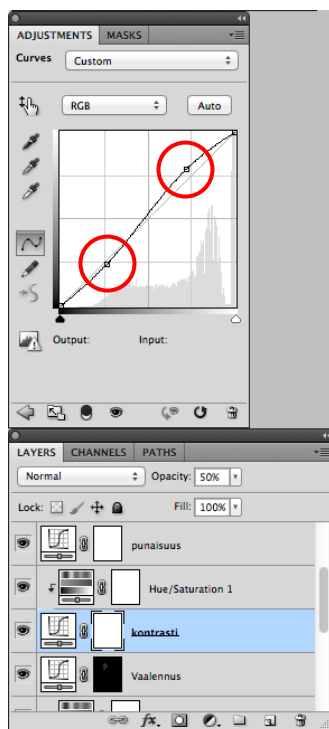 ADJUSTMENTS MASKS
Curves Custom
RGB Auto
Output: Input:
LAYERS CHANNELS PATHS
Normal Opacity: 50%
Lock: Fill: 100%
punaisuus
Hue/Saturation 1
kontrasti
Vaalennus
fx.